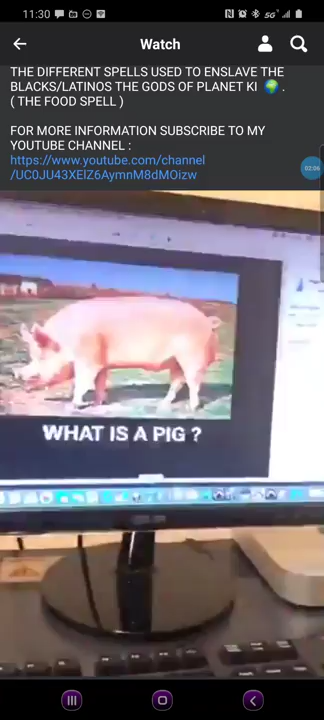 11:30
5G
Watch
THE DIFFERENT SPELLS USED TO ENSLAVE THE
BLACKS/LATINOS THE GODS OF PLANET KI 🌍 .
( THE FOOD SPELL )
FOR MORE INFORMATION SUBSCRIBE TO MY
YOUTUBE CHANNEL :
https://www.youtube.com/channel
/UC0JU43XElZ6AymnM8dMOizw
02:06
WHAT IS A PIG ?